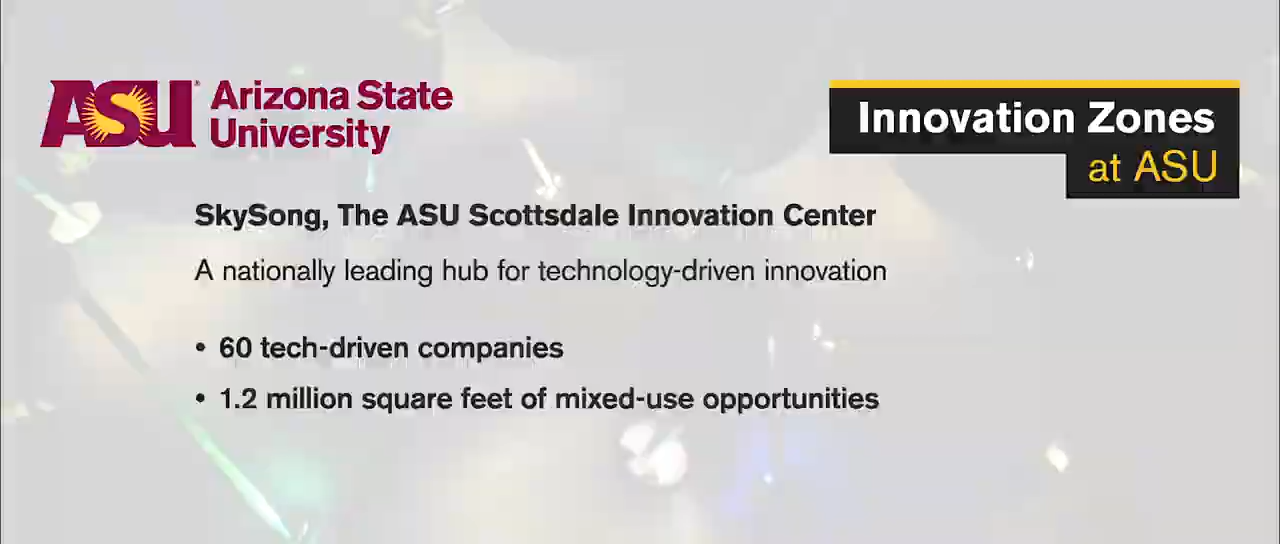 ASU® Arizona State
University
Innovation Zones
at ASU
SkySong, The ASU Scottsdale Innovation Center
A nationally leading hub for technology-driven innovation
• 60 tech-driven companies
• 1.2 million square feet of mixed-use opportunities